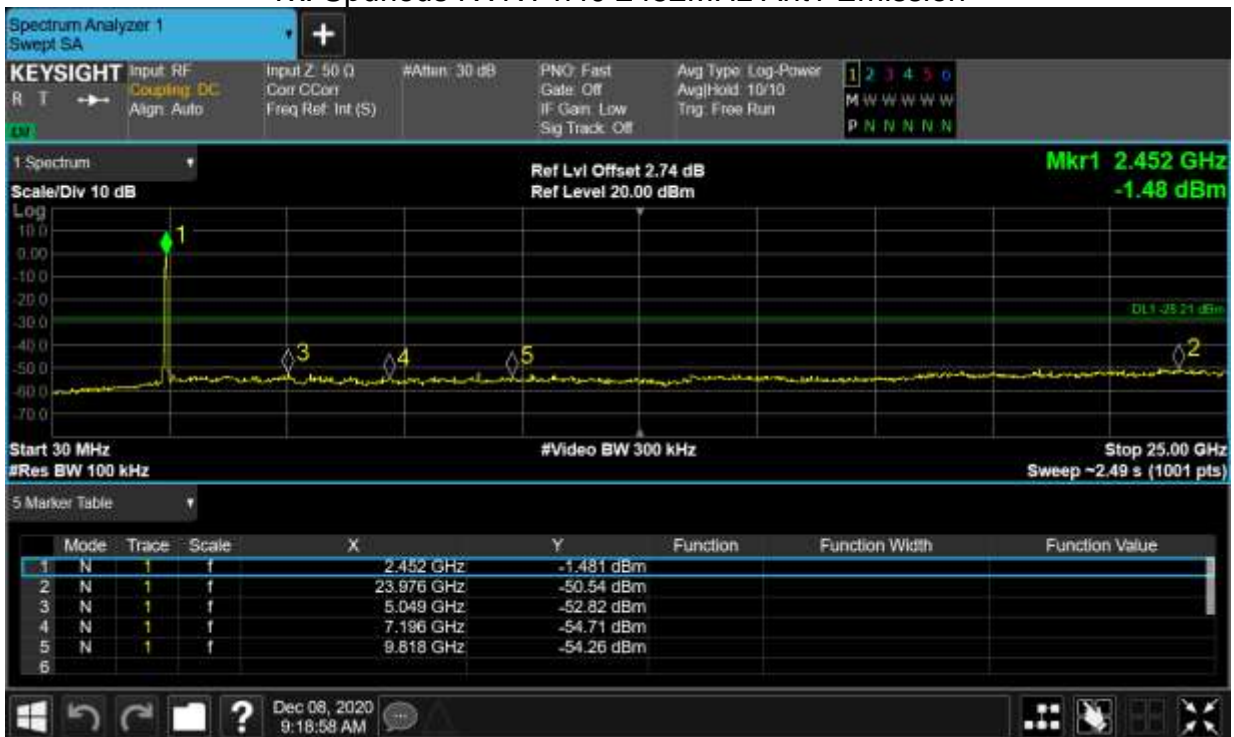 Spectrum Analyzer 1
Swept SA
+
KEYSIGHT Input: RF Input Z: 50 Ω #Atten: 30 dB PNO: Fast Avg Type: Log-Power 1 2 3 4 5 6
R T Coupling: DC Corr CCorr Gate: Off Avg|Hold: 10/10 M W W W W W
Align: Auto Freq Ref: Int (S) IF Gain: Low Trig: Free Run
Sig Track: Off P N N N N N
1 Spectrum Ref Lvl Offset 2.74 dB Mkr1 2.452 GHz
Scale/Div 10 dB Ref Level 20.00 dBm -1.48 dBm
Log
10.0
1
0.00
-10.0
-20.0
DL1 -25.21 dBm
-30.0
-40.0
3 4 5 2
-50.0
-60.0
-70.0
Start 30 MHz #Video BW 300 kHz Stop 25.00 GHz
#Res BW 100 kHz Sweep ~2.49 s (1001 pts)
5 Marker Table
Mode Trace Scale X Y Function Function Width Function Value
1 N 1 f 2.452 GHz -1.481 dBm
2 N 1 f 23.976 GHz -50.54 dBm
3 N 1 f 5.049 GHz -52.82 dBm
4 N 1 f 7.196 GHz -54.71 dBm
5 N 1 f 9.818 GHz -54.26 dBm
6
? Dec 08, 2020
9:18:58 AM